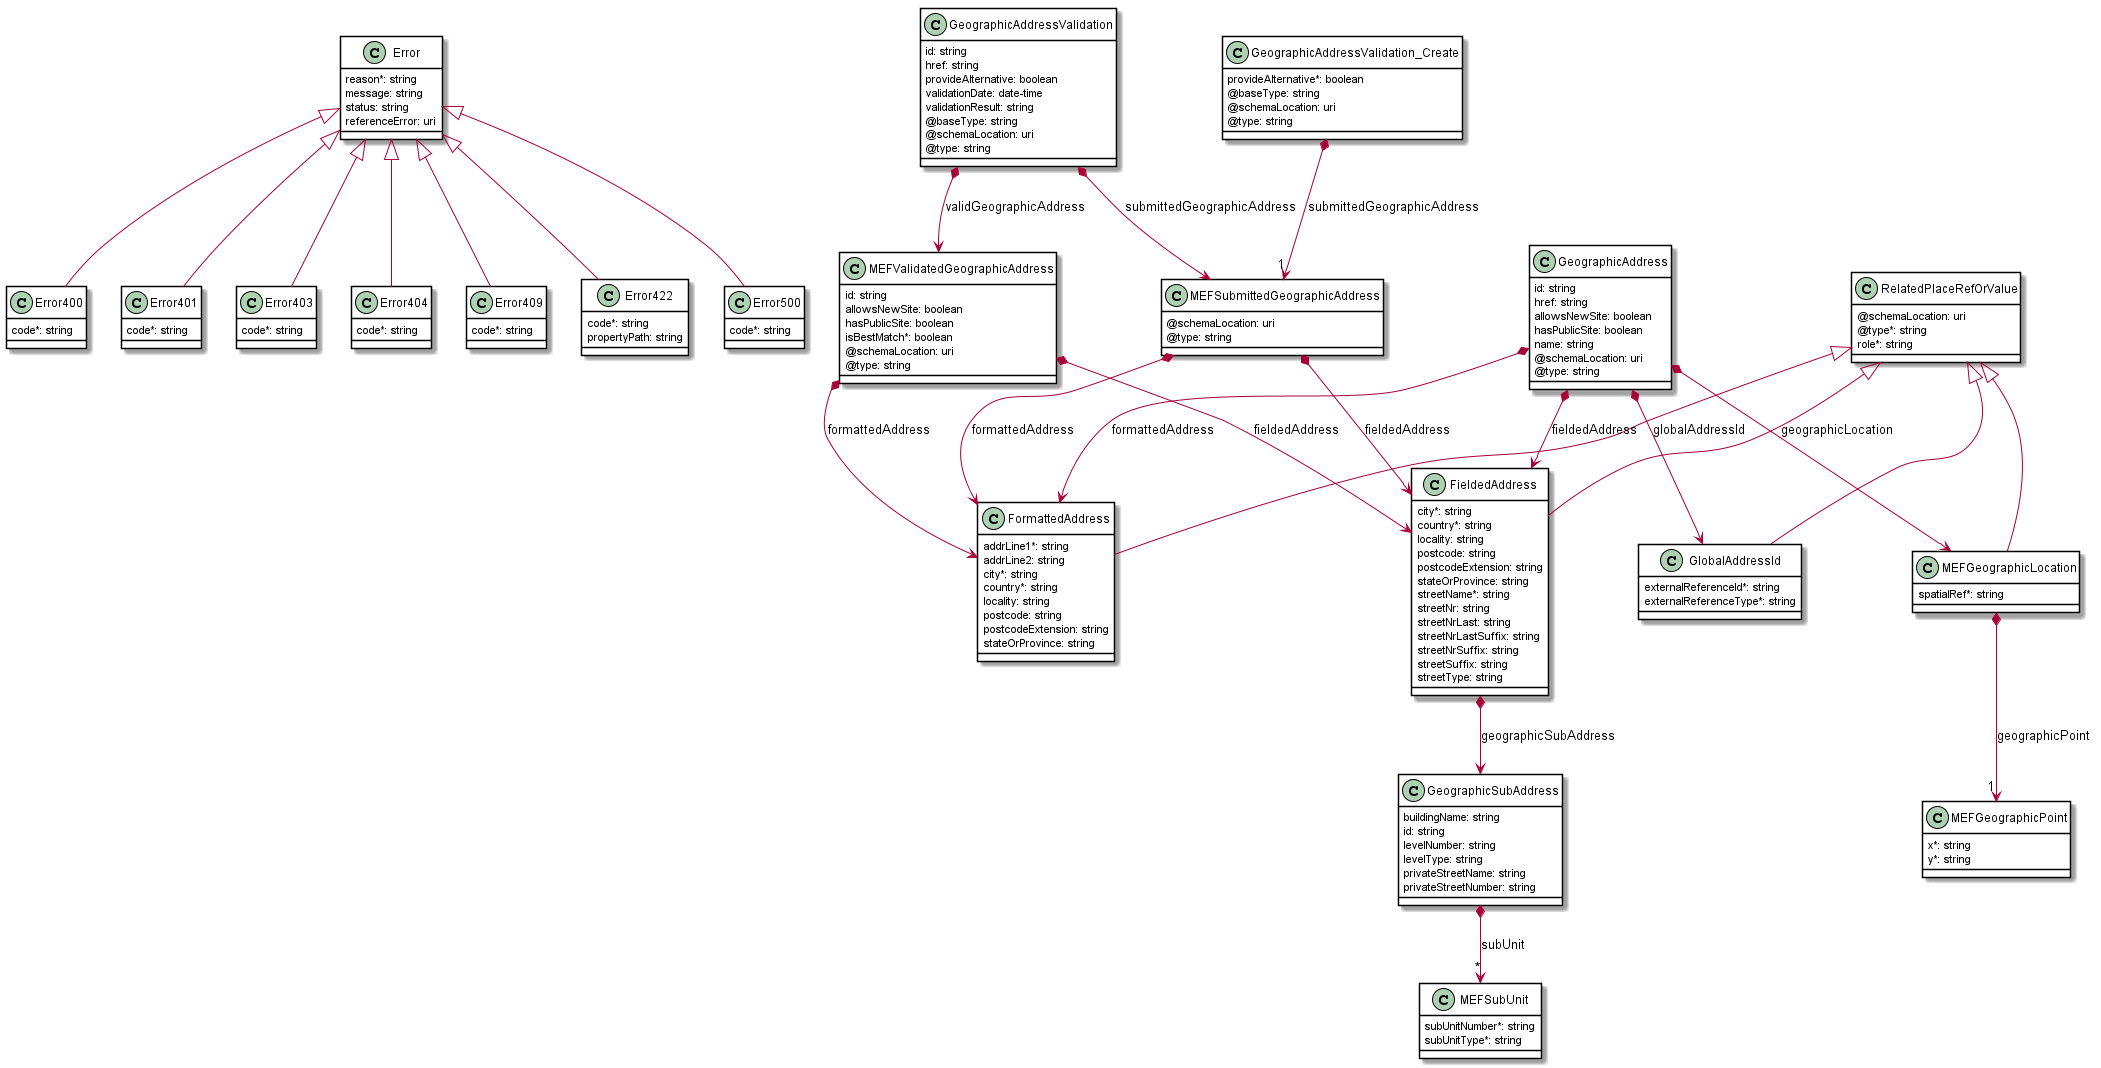 C Error
reason*: string
message: string
status: string
referenceError: uri
C GeographicAddressValidation
id: string
href: string
provideAlternative: boolean
validationDate: date-time
validationResult: string
@baseType: string
@schemaLocation: uri
@type: string
C GeographicAddressValidation_Create
provideAlternative*: boolean
@baseType: string
@schemaLocation: uri
@type: string
validGeographicAddress
submittedGeographicAddress
submittedGeographicAddress
1
C Error400
code*: string
C Error401
code*: string
C Error403
code*: string
C Error404
code*: string
C Error409
code*: string
C Error422
code*: string
propertyPath: string
C Error500
code*: string
C MEFValidatedGeographicAddress
id: string
allowsNewSite: boolean
hasPublicSite: boolean
isBestMatch*: boolean
@schemaLocation: uri
@type: string
C MEFSubmittedGeographicAddress
@schemaLocation: uri
@type: string
C GeographicAddress
id: string
href: string
allowsNewSite: boolean
hasPublicSite: boolean
name: string
@schemaLocation: uri
@type: string
C RelatedPlaceRefOrValue
@schemaLocation: uri
@type*: string
role*: string
formattedAddress
formattedAddress
formattedAddress
fieldedAddress
fieldedAddress
fieldedAddress
globalAddressId
geographicLocation
C FormattedAddress
addrLine1*: string
addrLine2: string
city*: string
country*: string
locality: string
postcode: string
postcodeExtension: string
stateOrProvince: string
C FieldedAddress
city*: string
country*: string
locality: string
postcode: string
postcodeExtension: string
stateOrProvince: string
streetName*: string
streetNr: string
streetNrLast: string
streetNrLastSuffix: string
streetNrSuffix: string
streetSuffix: string
streetType: string
C GlobalAddressId
externalReferenceId*: string
externalReferenceType*: string
C MEFGeographicLocation
spatialRef*: string
geographicSubAddress
geographicPoint
1
C GeographicSubAddress
buildingName: string
id: string
levelNumber: string
levelType: string
privateStreetName: string
privateStreetNumber: string
C MEFGeographicPoint
x*: string
y*: string
subUnit
*
C MEFSubUnit
subUnitNumber*: string
subUnitType*: string